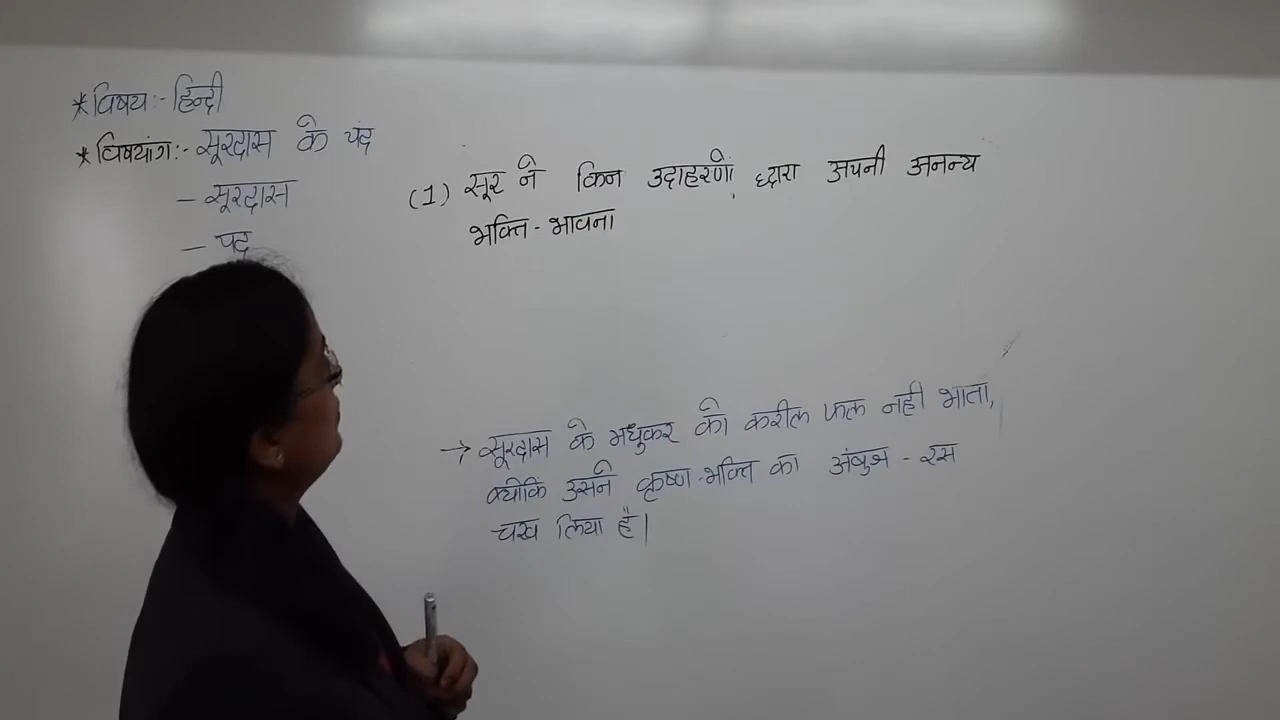 * विषय :- हिन्दी
* विषयांग :- सूरदास के पद
- सूरदास
- पद
(1) सूर ने किन उदाहरणों द्वारा अपनी अनन्य
भक्ति - भावना
→ सूरदास के मधुकर को करील फल नही भाता,
क्योकि उसने कृष्ण-भक्ति का अंबुज - रस
चख लिया है|